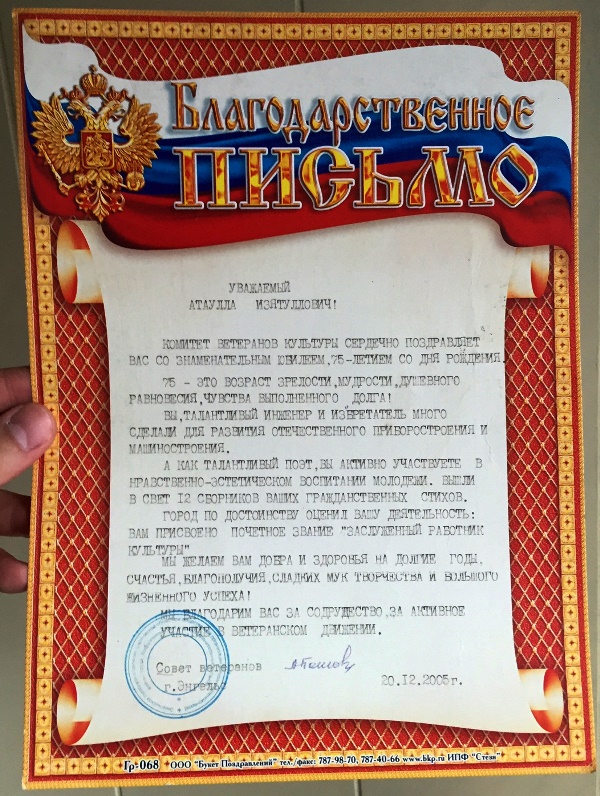 Благодарственное
ПИСЬМО
УВАЖАЕМЫЙ
АТАУЛЛА ИЗЯТУЛЛОВИЧ!
КОМИТЕТ ВЕТЕРАНОВ КУЛЬТУРЫ СЕРДЕЧНО ПОЗДРАВЛЯЕТ
ВАС СО ЗНАМЕНАТЕЛЬНЫМ ЮБИЛЕЕМ,75-ЛЕТИЕМ СО ДНЯ РОЖДЕНИЯ.
75 - ЭТО ВОЗРАСТ ЗРЕЛОСТИ,МУДРОСТИ,ДУШЕВНОГО
РАВНОВЕСИЯ,ЧУВСТВА ВЫПОЛНЕННОГО ДОЛГА!
ВЫ,ТАЛАНТЛИВЫЙ ИНЖЕНЕР И ИЗБРЕТАТЕЛЬ МНОГО
СДЕЛАЛИ ДЛЯ РАЗВИТИЯ ОТЕЧЕСТВЕННОГО ПРИБОРОСТРОЕНИЯ И
МАШИНОСТРОЕНИЯ.
А КАК ТАЛАНТЛИВЫЙ ПОЭТ,ВЫ АКТИВНО УЧАСТВУЕТЕ В
НРАВСТВЕННО-ЭСТЕТИЧЕСКОМ ВОСПИТАНИИ МОЛОДЕЖИ. ВЫШЛИ
В СВЕТ 12 СБОРНИКОВ ВАШИХ ГРАЖДАНСТВЕННЫХ СТИХОВ.
ГОРОД ПО ДОСТОИНСТВУ ОЦЕНИЛ ВАШУ ДЕЯТЕЛЬНОСТЬ:
ВАМ ПРИСВОЕНО ПОЧЕТНОЕ ЗВАНИЕ "ЗАСЛУЖЕННЫЙ РАБОТНИК
КУЛЬТУРЫ"
МЫ ЖЕЛАЕМ ВАМ ДОБРА И ЗДОРОВЬЯ НА ДОЛГИЕ ГОДЫ,
СЧАСТЬЯ,БЛАГОПОЛУЧИЯ,СЛАДКИХ МУК ТВОРЧЕСТВА И БОЛЬШОГО
ЖИЗНЕННОГО УСПЕХА!
МЫ БЛАГОДАРИМ ВАС ЗА СОДРУЖЕСТВО,ЗА АКТИВНОЕ
УЧАСТИЕ В ВЕТЕРАНСКОМ ДВИЖЕНИИ.
Совет ветеранов
г.Энгельс 20.12.2005г.
Гр-068 ООО "Букет Поздравлений" тел./факс: 787-98-70, 787-40-66 www.bkp.ru ИПФ "Стезя"